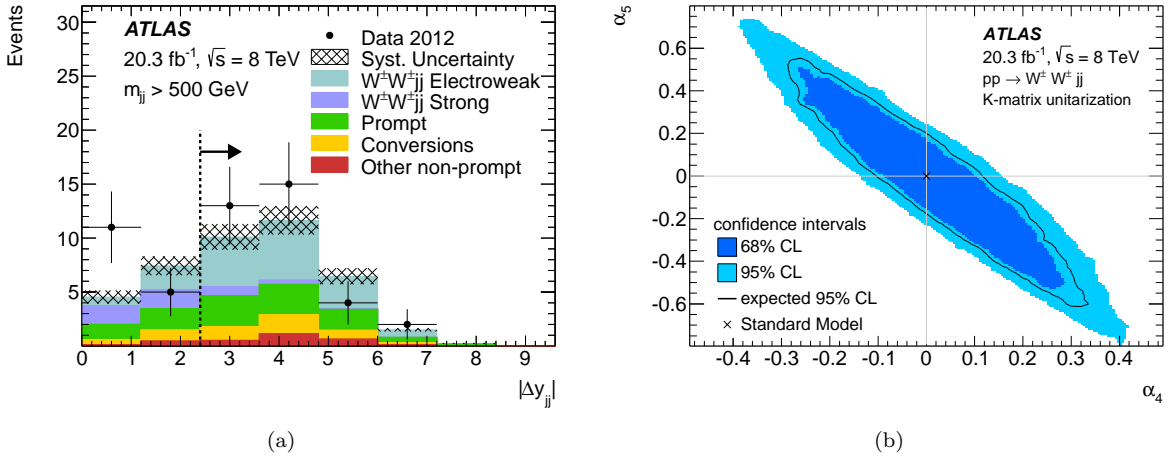 Events
30
25
20
15
10
5
ATLAS
20.3 fb⁻¹, √s = 8 TeV
m_jj > 500 GeV
Data 2012
Syst. Uncertainty
W±W±jj Electroweak
W±W±jj Strong
Prompt
Conversions
Other non-prompt
0 1 2 3 4 5 6 7 8 9
|Δy_jj|
(a)
α₅
0.6
0.4
0.2
0
-0.2
-0.4
-0.6
ATLAS
20.3 fb⁻¹, √s = 8 TeV
pp → W± W± jj
K-matrix unitarization
confidence intervals
68% CL
95% CL
expected 95% CL
Standard Model
-0.4 -0.3 -0.2 -0.1 0 0.1 0.2 0.3 0.4
α₄
(b)